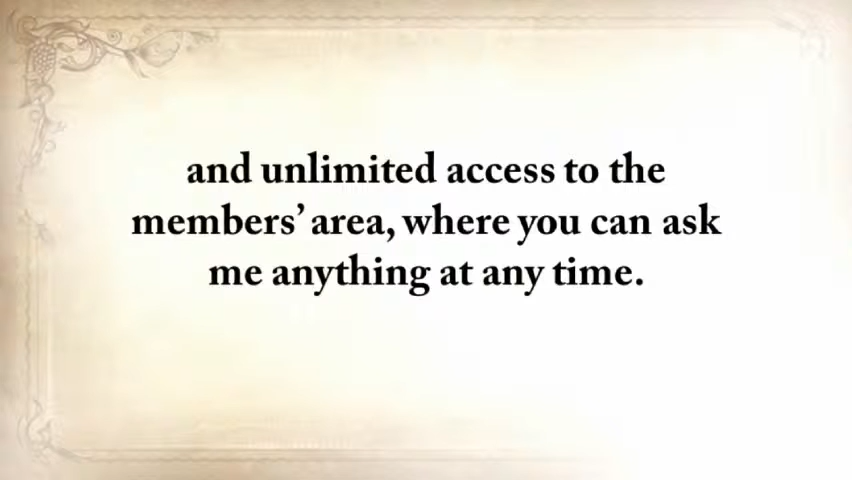 and unlimited access to the
members’ area, where you can ask
me anything at any time.